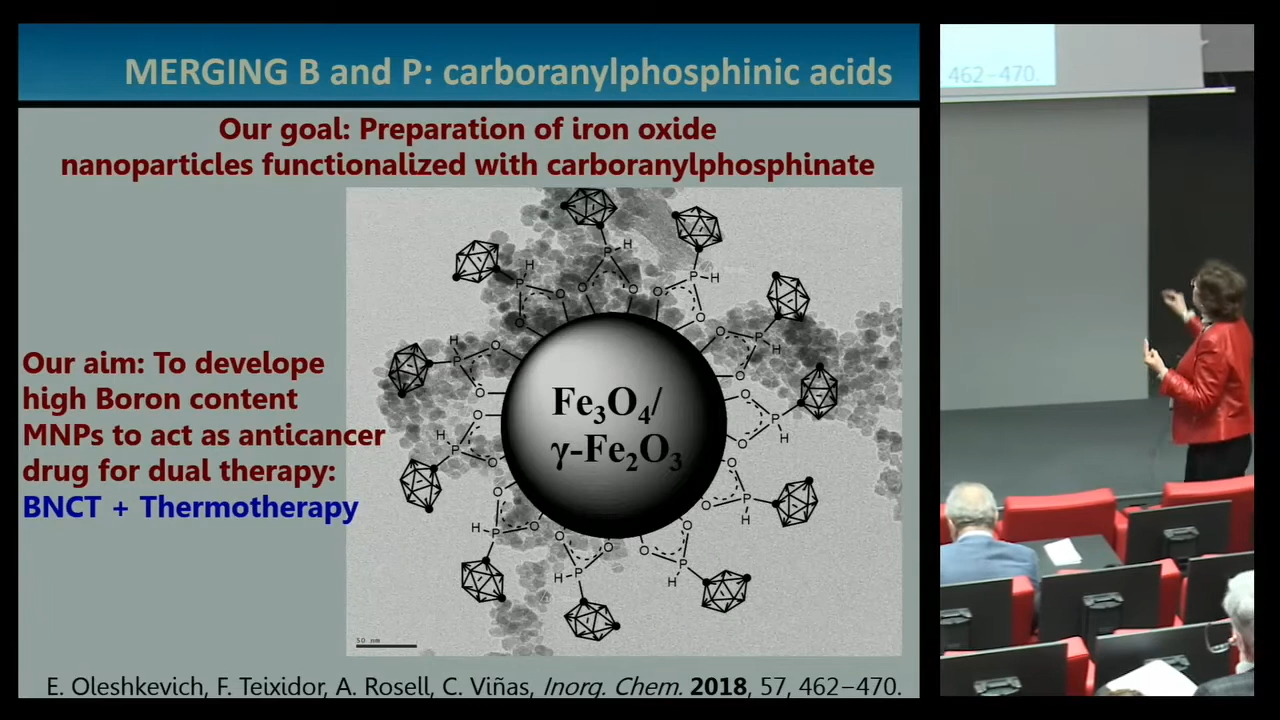 MERGING B and P: carboranylphosphinic acids
Our goal: Preparation of iron oxide
nanoparticles functionalized with carboranylphosphinate
Our aim: To develope
high Boron content
MNPs to act as anticancer
drug for dual therapy:
BNCT + Thermotherapy
Fe₃O₄/
γ-Fe₂O₃
50 nm
E. Oleshkevich, F. Teixidor, A. Rosell, C. Viñas, Inorg. Chem. 2018, 57, 462–470.
462–470.